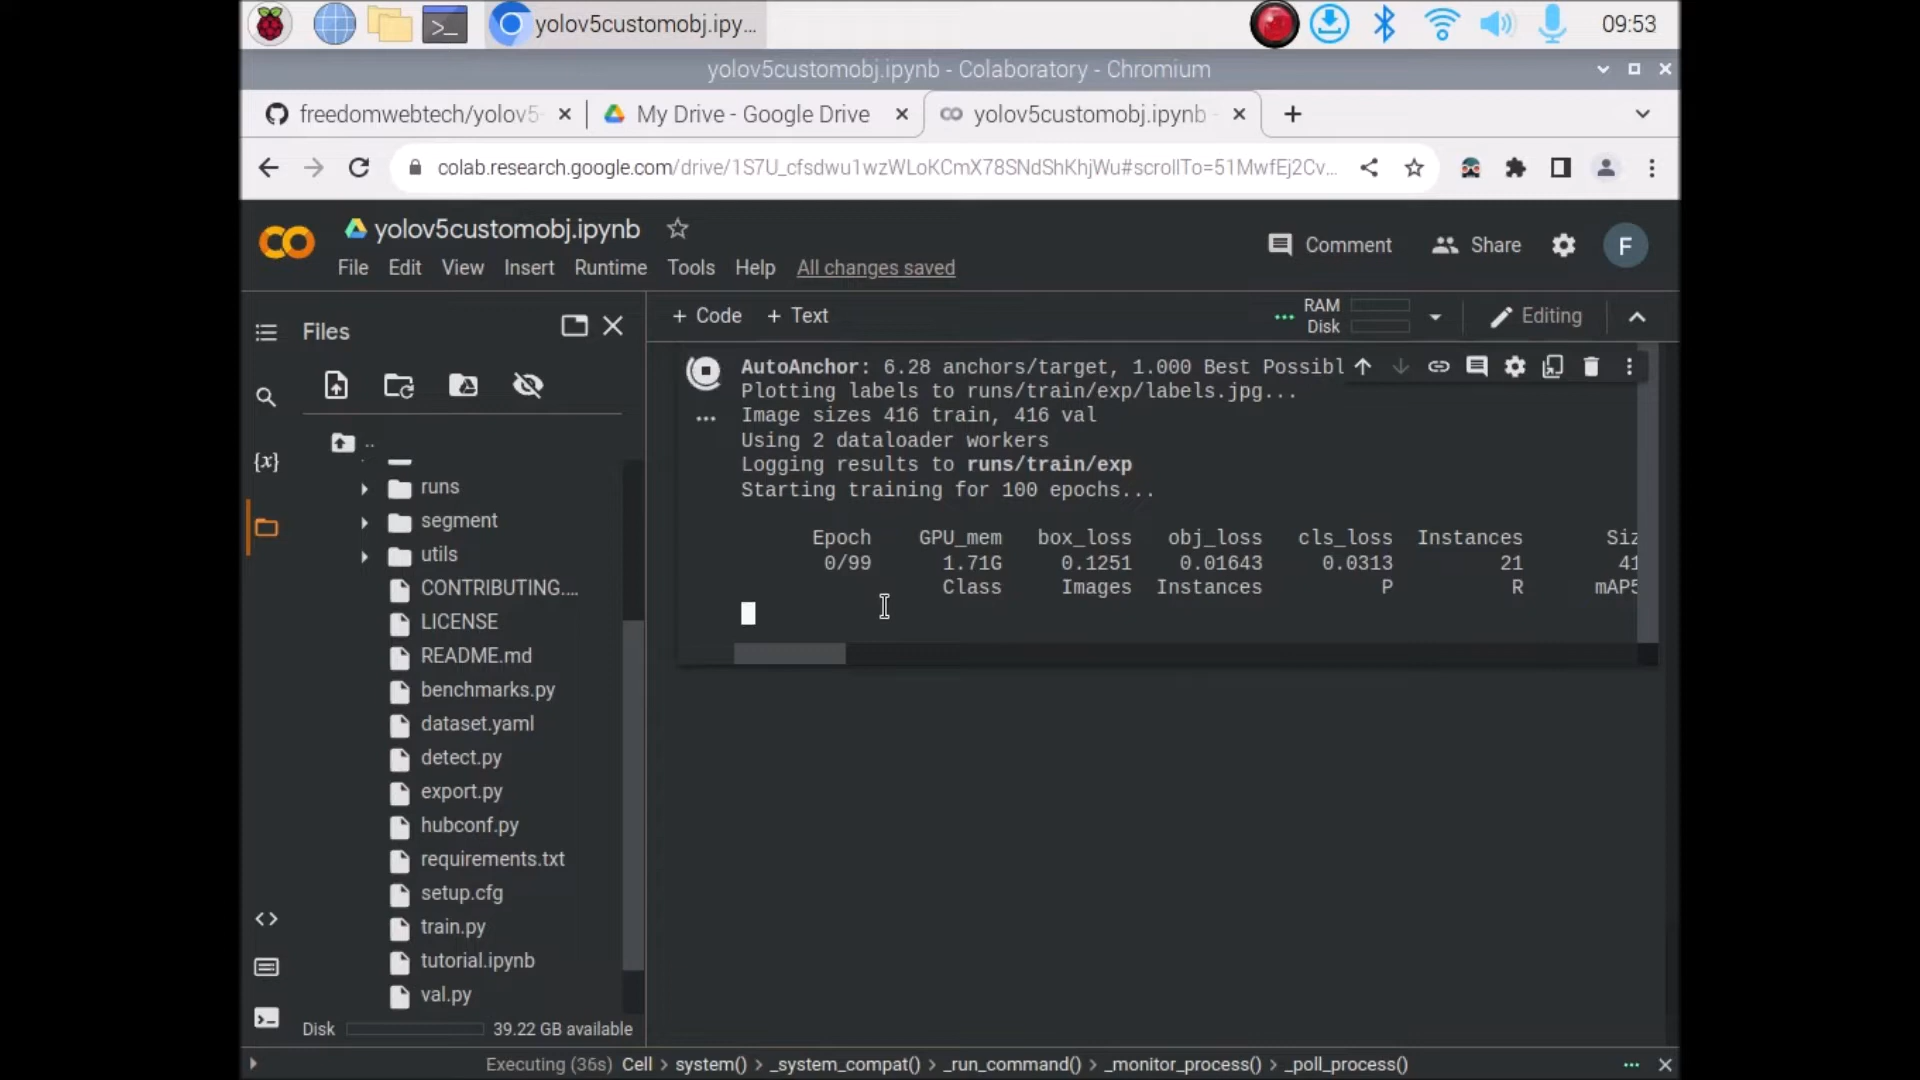 yolov5customobj.ipy...
09:53
yolov5customobj.ipynb - Colaboratory - Chromium
freedomwebtech/yolov5-
My Drive - Google Drive
yolov5customobj.ipynb -
colab.research.google.com/drive/1S7U_cfsdwu1wzWLoKCmX78SNdShKhjWu#scrollTo=51MwfEj2Cv...
yolov5customobj.ipynb
Comment
Share
F
File Edit View Insert Runtime Tools Help All changes saved
Files
+ Code + Text
RAM
Disk
Editing
{x}
..
runs
segment
utils
CONTRIBUTING....
LICENSE
README.md
benchmarks.py
dataset.yaml
detect.py
export.py
hubconf.py
requirements.txt
setup.cfg
train.py
tutorial.ipynb
val.py
Disk 39.22 GB available
AutoAnchor: 6.28 anchors/target, 1.000 Best Possibl
Plotting labels to runs/train/exp/labels.jpg...
Image sizes 416 train, 416 val
Using 2 dataloader workers
Logging results to runs/train/exp
Starting training for 100 epochs...
Epoch GPU_mem box_loss obj_loss cls_loss Instances Siz
0/99 1.71G 0.1251 0.01643 0.0313 21 41
Class Images Instances P R mAP5
Executing (36s) Cell > system() > _system_compat() > _run_command() > _monitor_process() > _poll_process()